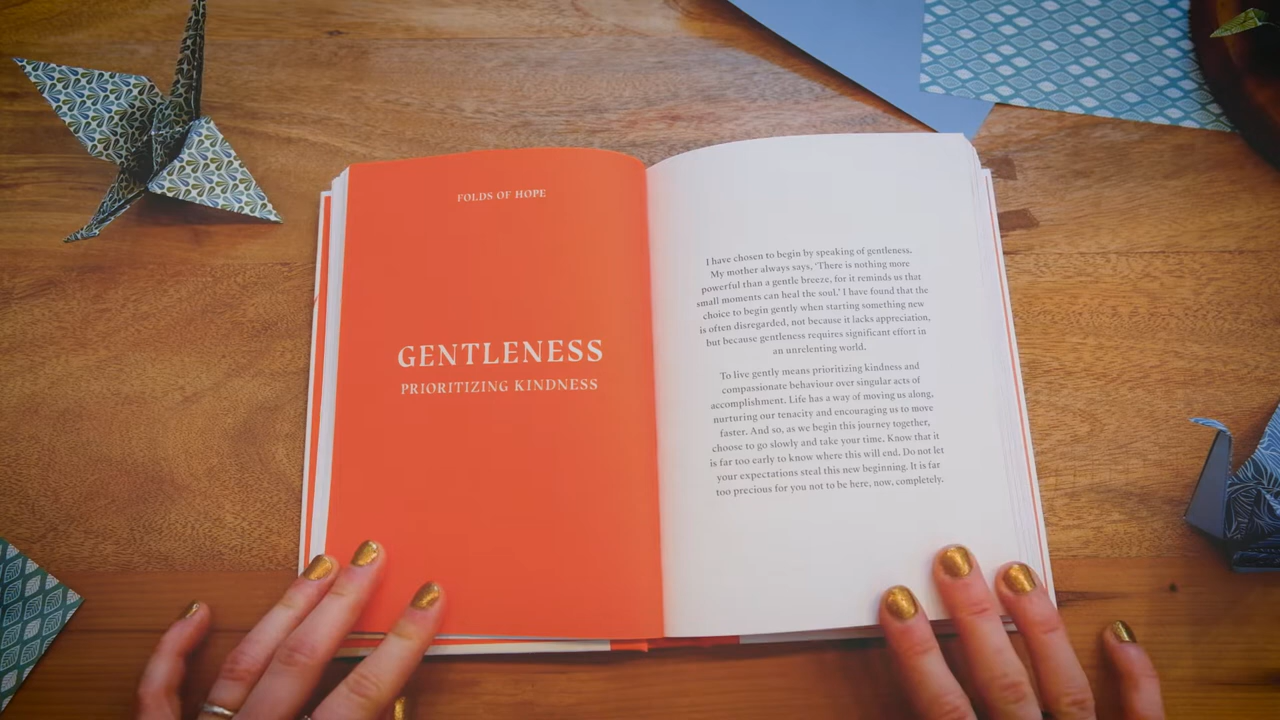 FOLDS OF HOPE
GENTLENESS
PRIORITIZING KINDNESS
I have chosen to begin by speaking of gentleness.
My mother always says, ‘There is nothing more
powerful than a gentle breeze, for it reminds us that
small moments can heal the soul.’ I have found that the
choice to begin gently when starting something new
is often disregarded, not because it lacks appreciation,
but because gentleness requires significant effort in
an unrelenting world.
To live gently means prioritizing kindness and
compassionate behaviour over singular acts of
accomplishment. Life has a way of moving us along,
nurturing our tenacity and encouraging us to move
faster. And so, as we begin this journey together,
choose to go slowly and take your time. Know that it
is far too early to know where this will end. Do not let
your expectations steal this new beginning. It is far
too precious for you not to be here, now, completely.